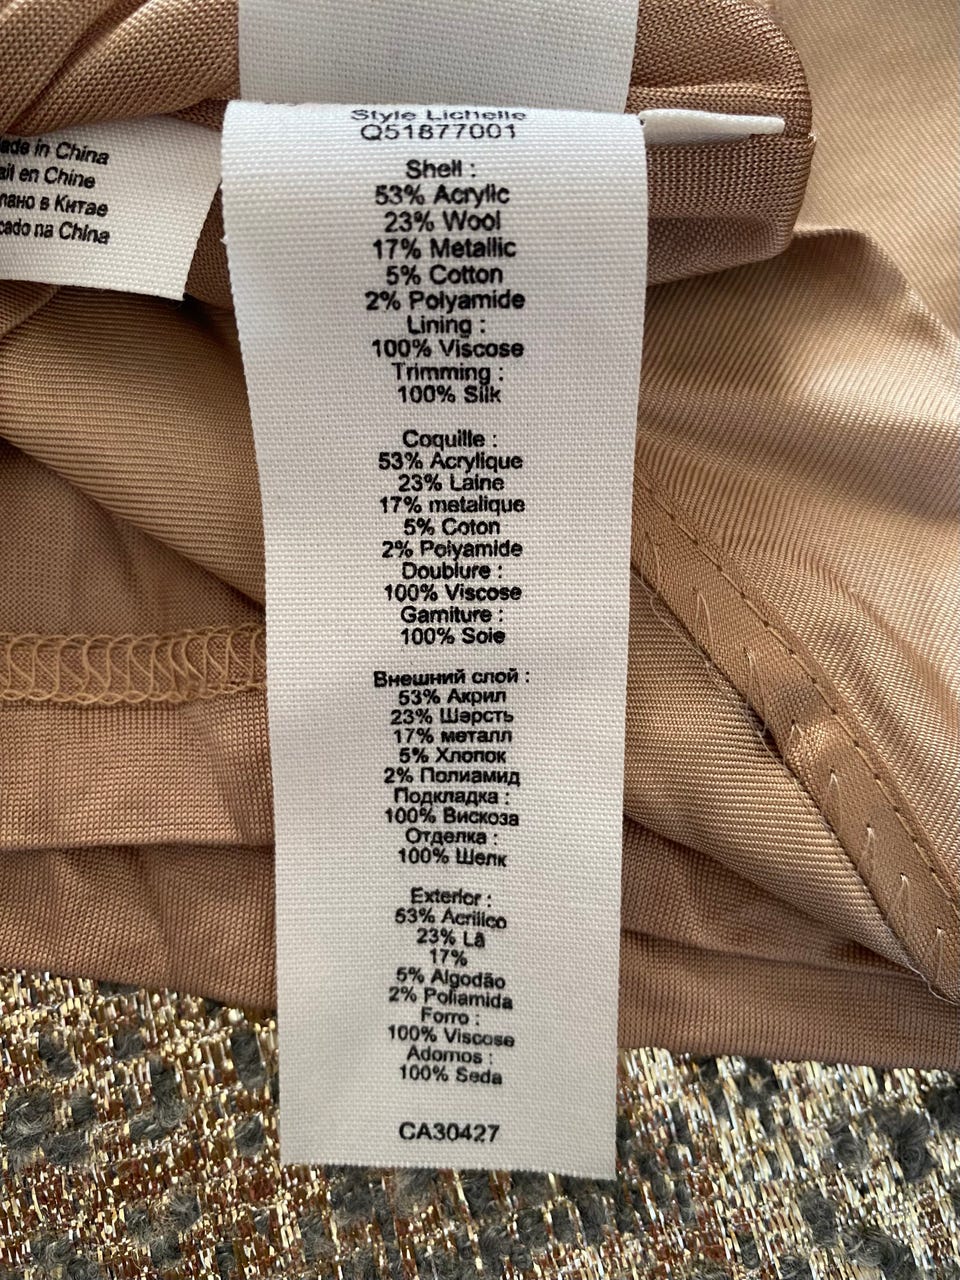 ade in China
ait en Chine
лано в Китае
cado na China
Style Lichelle
Q51877001
Shell :
53% Acrylic
23% Wool
17% Metallic
5% Cotton
2% Polyamide
Lining :
100% Viscose
Trimming :
100% Silk
Coquille :
53% Acrylique
23% Laine
17% metalique
5% Coton
2% Polyamide
Doublure :
100% Viscose
Garniture :
100% Soie
Внешний слой :
53% Акрил
23% Шерсть
17% металл
5% Хлопок
2% Полиамид
Подкладка :
100% Вискоза
Отделка :
100% Шелк
Exterior :
53% Acrilico
23% Lã
17%
5% Algodão
2% Poliamida
Forro :
100% Viscose
Adornos :
100% Seda
CA30427